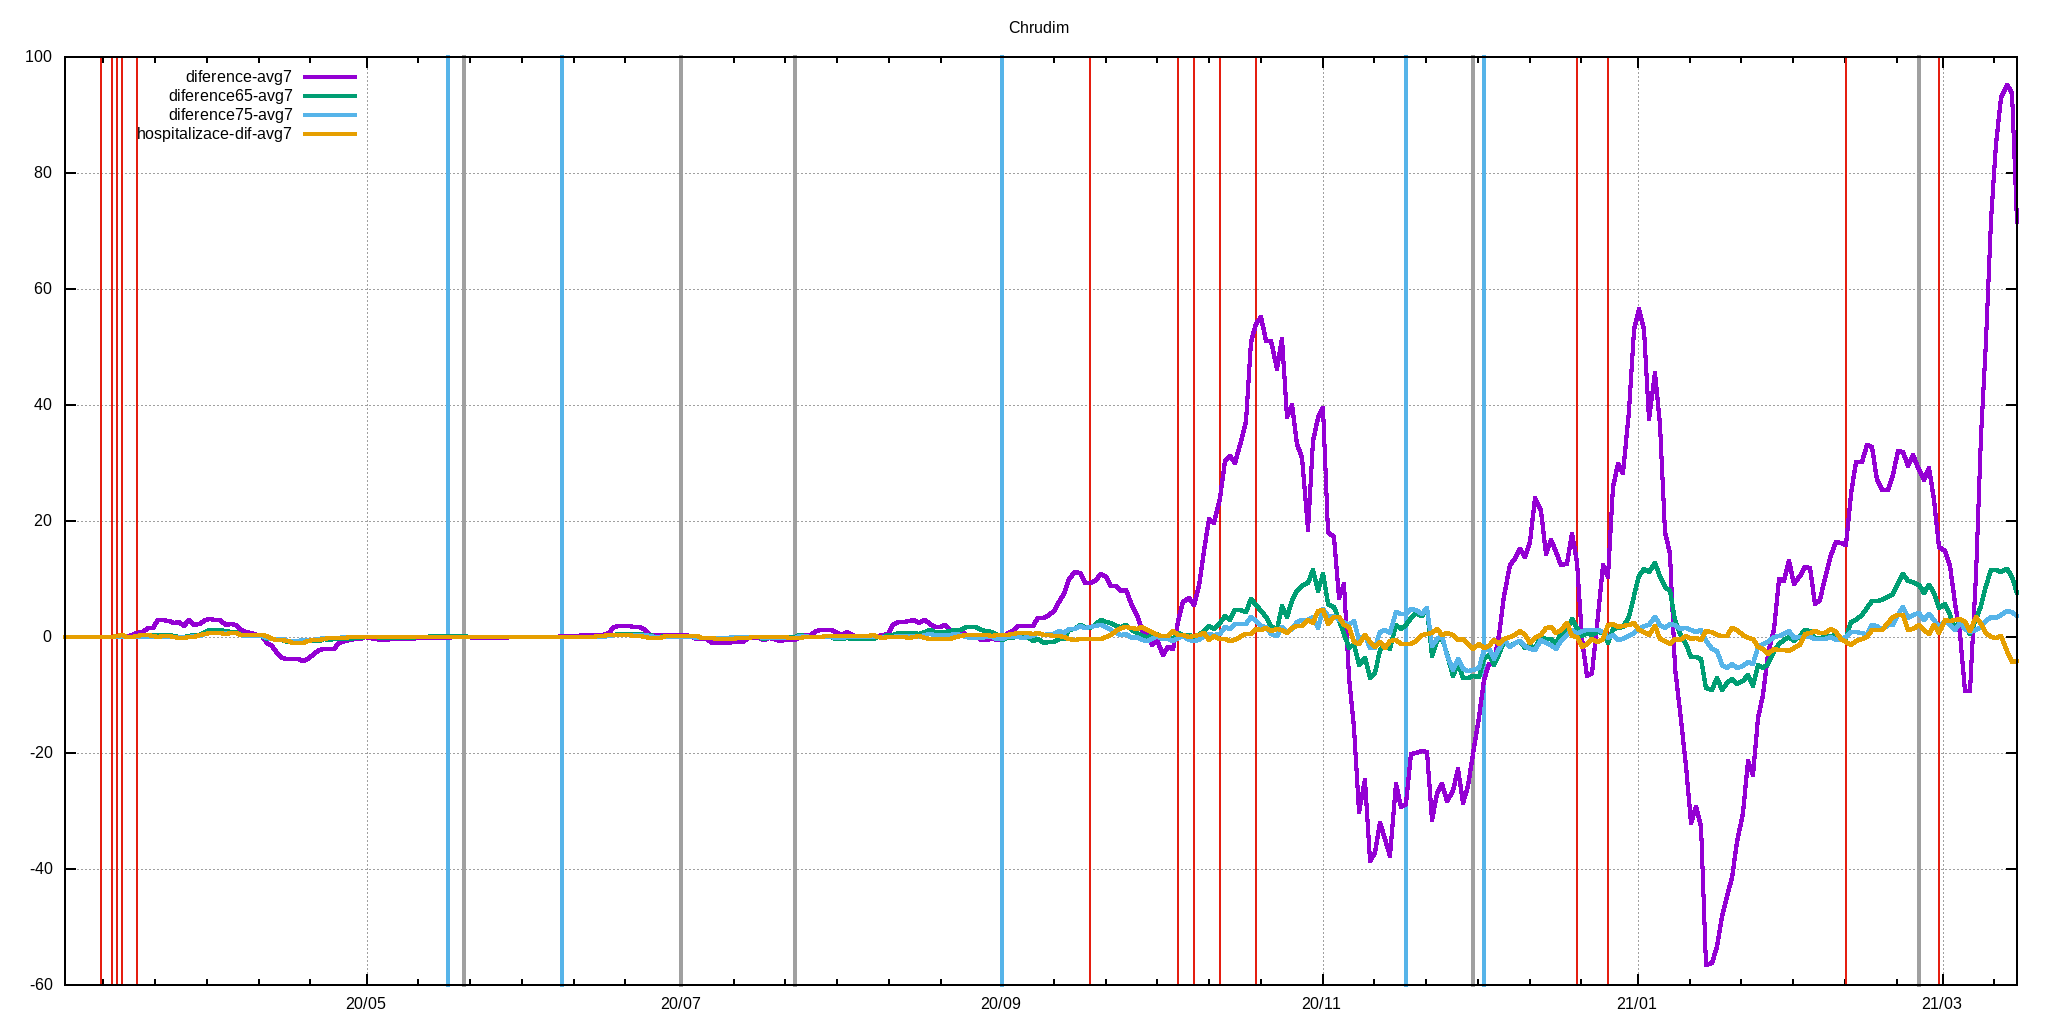 Chrudim
100
80
60
40
20
0
-20
-40
-60
diference-avg7
diference65-avg7
diference75-avg7
hospitalizace-dif-avg7
20/05 20/07 20/09 20/11 21/01 21/03